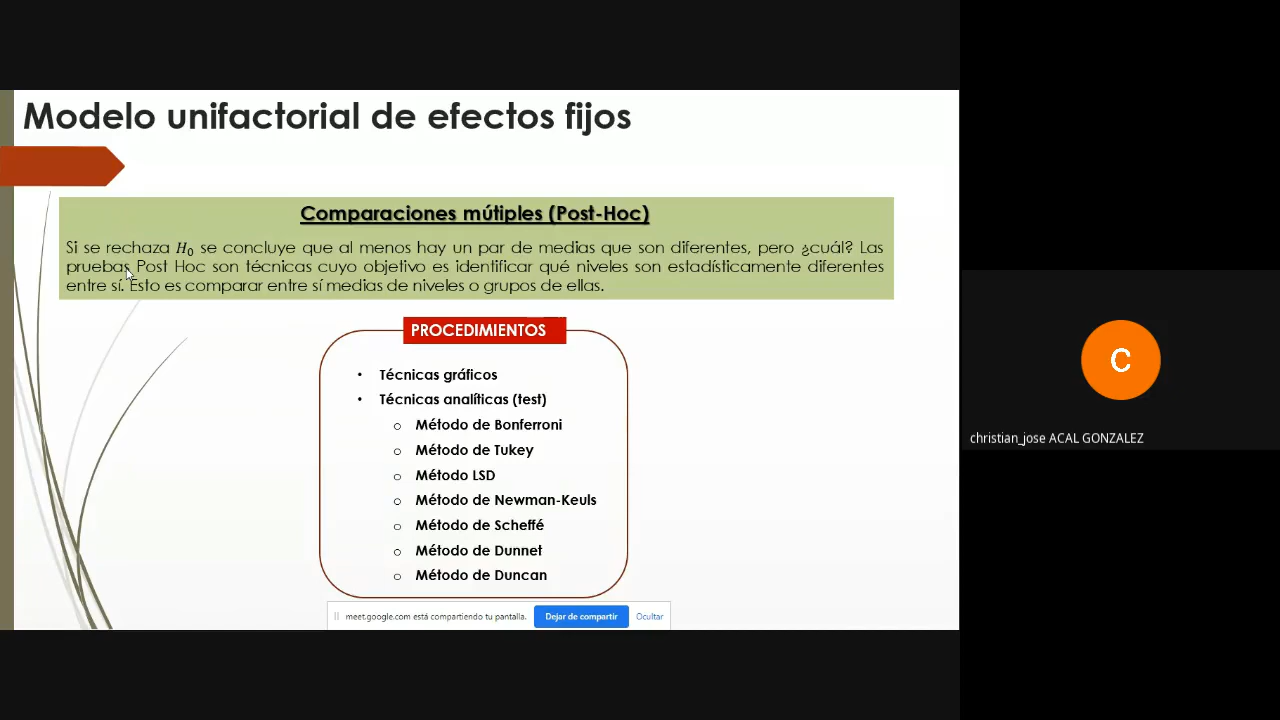 Modelo unifactorial de efectos fijos
Comparaciones mútiples (Post-Hoc)
Si se rechaza H₀ se concluye que al menos hay un par de medias que son diferentes, pero ¿cuál? Las
pruebas Post Hoc son técnicas cuyo objetivo es identificar qué niveles son estadísticamente diferentes
entre sí. Esto es comparar entre sí medias de niveles o grupos de ellas.
PROCEDIMIENTOS
• Técnicas gráficos
• Técnicas analíticas (test)
o Método de Bonferroni
o Método de Tukey
o Método LSD
o Método de Newman-Keuls
o Método de Scheffé
o Método de Dunnet
o Método de Duncan
meet.google.com está compartiendo tu pantalla. Dejar de compartir Ocultar
C
christian_jose ACAL GONZALEZ